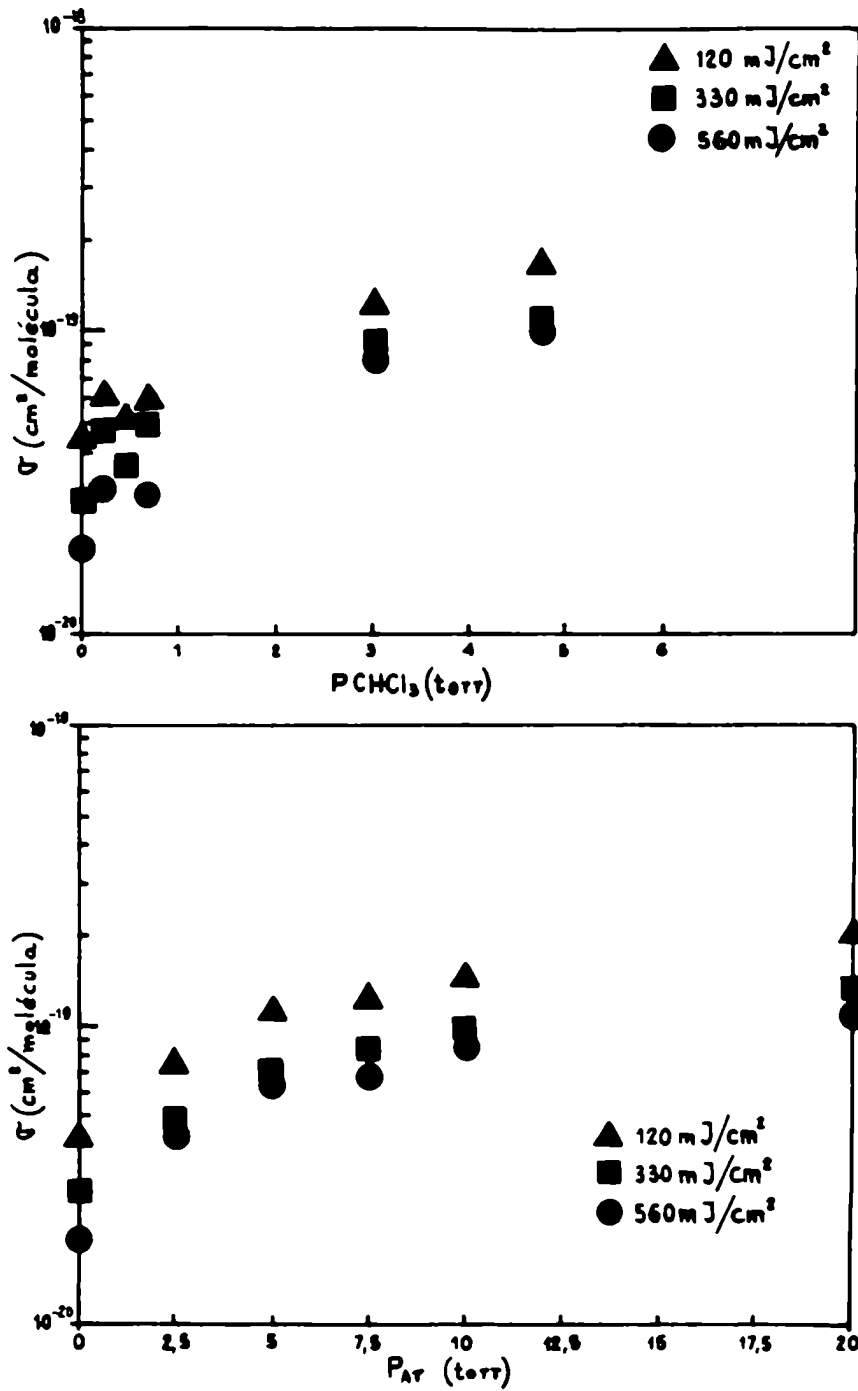 10⁻¹⁸
▲ 120 mJ/cm²
■ 330 mJ/cm²
● 560 mJ/cm²
σ (cm²/molécula)
10⁻¹⁹
10⁻²⁰
0 1 2 3 4 5 6
PCHCl₃ (torr)
10⁻¹⁸
σ (cm²/molécula)
10⁻¹⁹
▲ 120 mJ/cm²
■ 330 mJ/cm²
● 560 mJ/cm²
10⁻²⁰
0 2,5 5 7,5 10 12,5 15 17,5 20
P_Ar (torr)